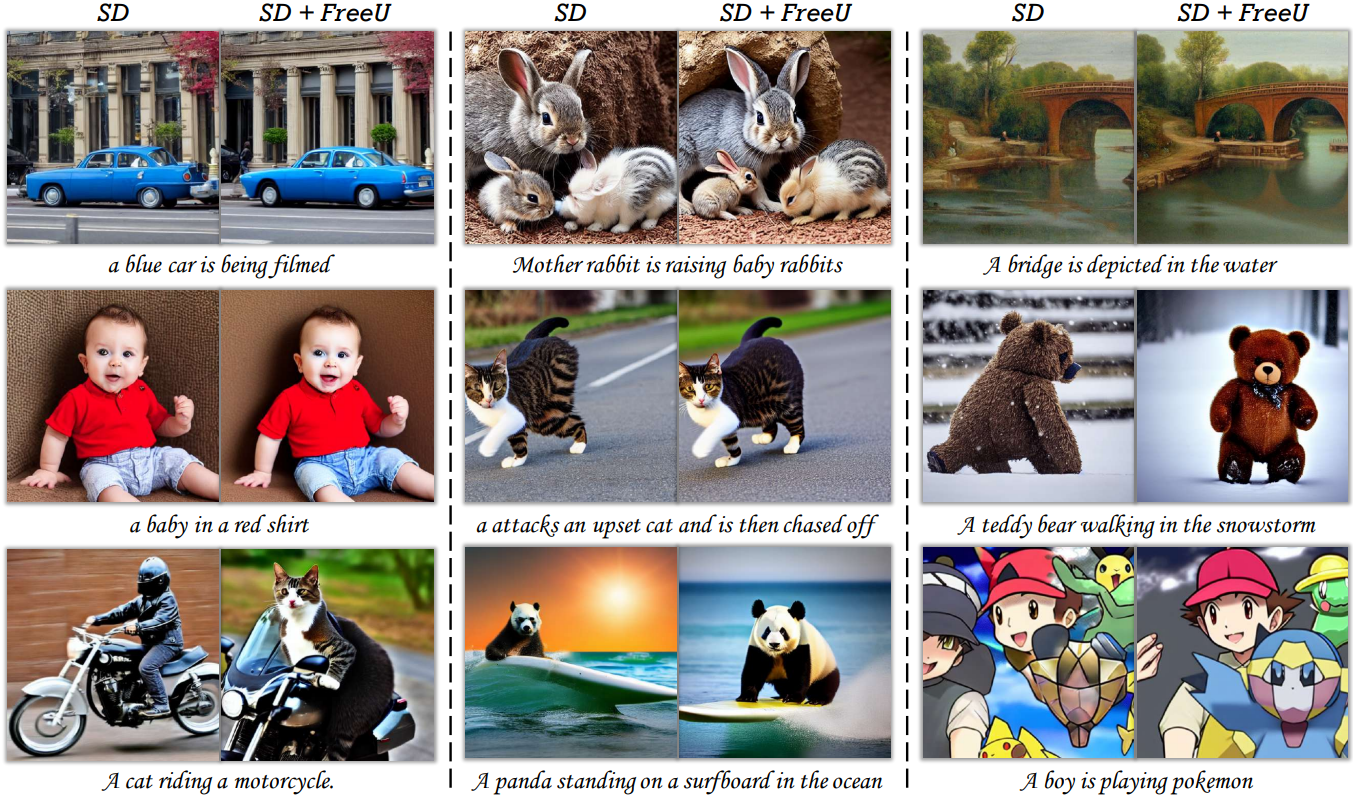 SD SD + FreeU SD SD + FreeU SD SD + FreeU
a blue car is being filmed
Mother rabbit is raising baby rabbits
A bridge is depicted in the water
a baby in a red shirt
a attacks an upset cat and is then chased off
A teddy bear walking in the snowstorm
A cat riding a motorcycle.
A panda standing on a surfboard in the ocean
A boy is playing pokemon